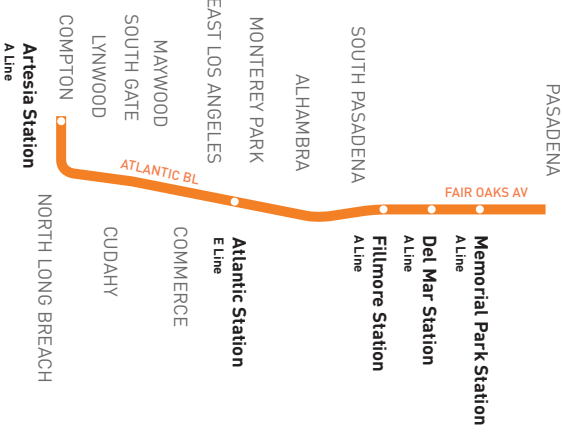 PASADENA
FAIR OAKS AV
Memorial Park Station
A Line
Del Mar Station
A Line
Fillmore Station
A Line
SOUTH PASADENA
ALHAMBRA
MONTEREY PARK
EAST LOS ANGELES
Atlantic Station
E Line
COMMERCE
MAYWOOD
ATLANTIC BL
SOUTH GATE
CUDAHY
LYNWOOD
COMPTON
NORTH LONG BREACH
Artesia Station
A Line